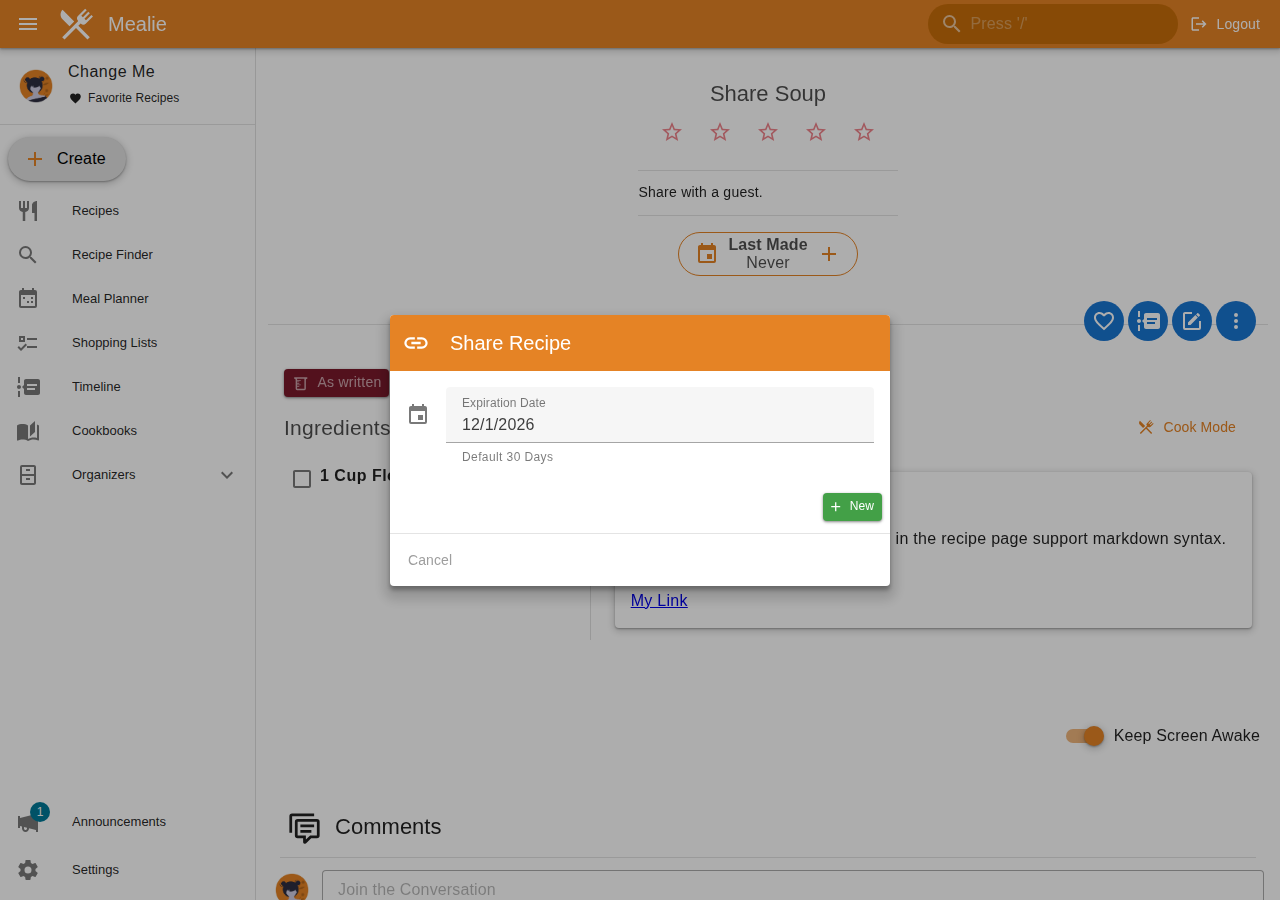 Mealie
Press '/'
Logout
Change Me
Favorite Recipes
Create
Recipes
Recipe Finder
Meal Planner
Shopping Lists
Timeline
Cookbooks
Organizers
1
Announcements
Settings
Share Soup
Share with a guest.
Last Made
Never
As written
Ingredients
Cook Mode
1 Cup
in the recipe page support markdown syntax.
My Link
Share Recipe
Expiration Date
12/1/2026
Default 30 Days
New
Cancel
Keep Screen Awake
Comments
Join the Conversation